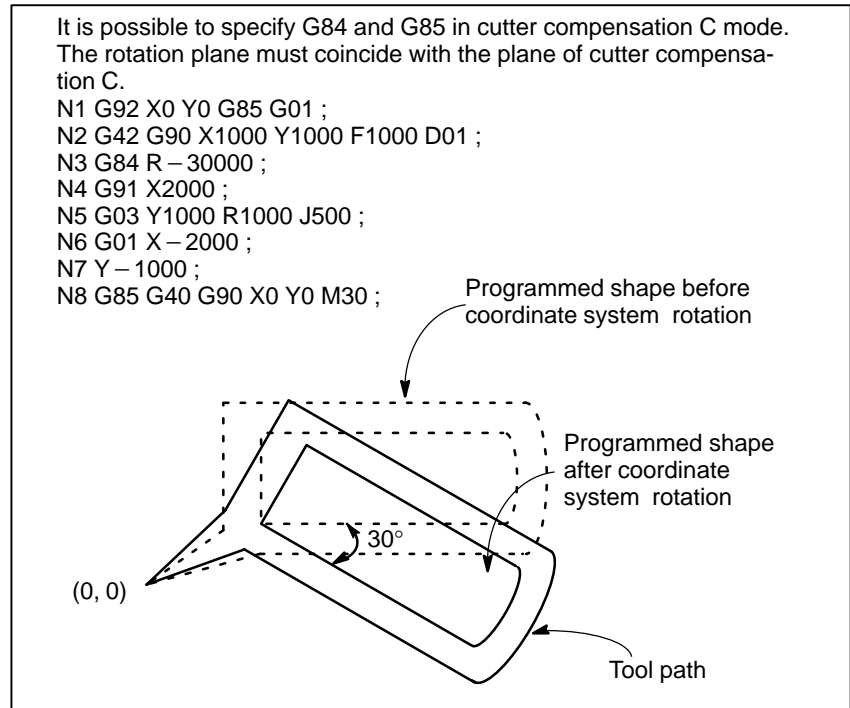 It is possible to specify G84 and G85 in cutter compensation C mode.
The rotation plane must coincide with the plane of cutter compensa-
tion C.
N1 G92 X0 Y0 G85 G01 ;
N2 G42 G90 X1000 Y1000 F1000 D01 ;
N3 G84 R – 30000 ;
N4 G91 X2000 ;
N5 G03 Y1000 R1000 J500 ;
N6 G01 X – 2000 ;
N7 Y – 1000 ;
N8 G85 G40 G90 X0 Y0 M30 ;
Programmed shape before
coordinate system rotation
Programmed shape
after coordinate
system rotation
30°
(0, 0)
Tool path